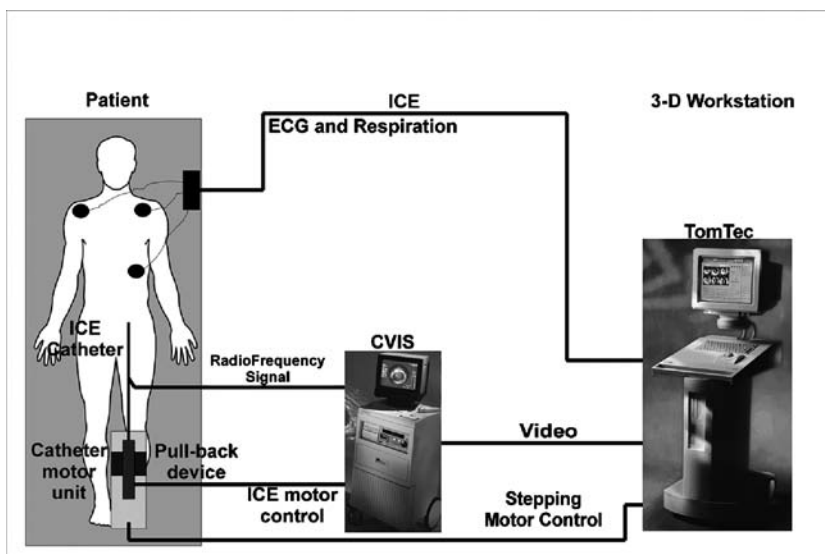 Patient
ICE
3-D Workstation
ECG and Respiration
TomTec
ICE
Catheter
RadioFrequency
Signal
CVIS
Video
Catheter
motor
unit
Pull-back
device
ICE motor
control
Stepping
Motor Control